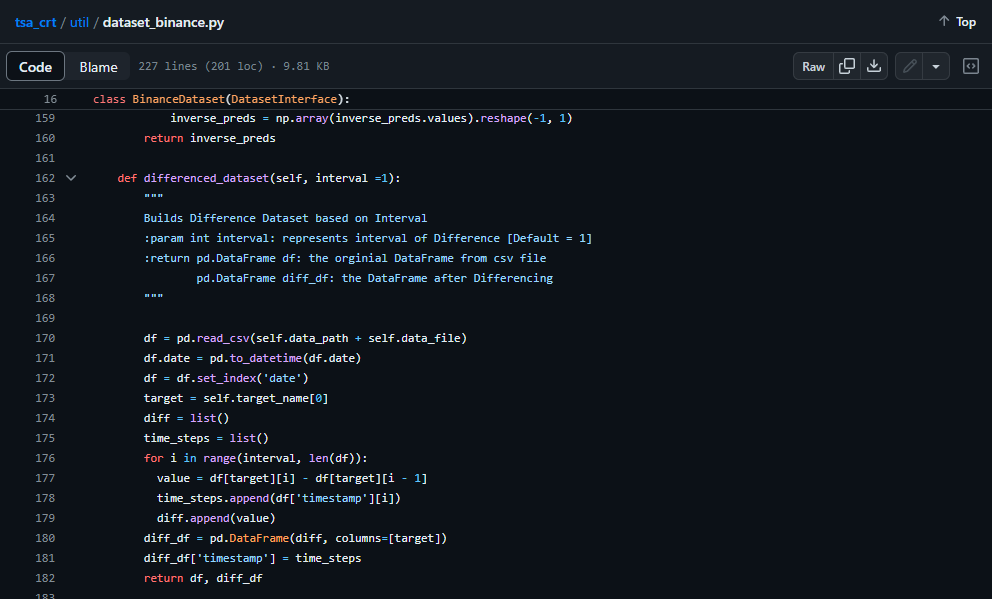 tsa_crt / util / dataset_binance.py
Top
Code Blame 227 lines (201 loc) · 9.81 KB Raw
16 class BinanceDataset(DatasetInterface):
159 inverse_preds = np.array(inverse_preds.values).reshape(-1, 1)
160 return inverse_preds
161
162 def differenced_dataset(self, interval =1):
163 """
164 Builds Difference Dataset based on Interval
165 :param int interval: represents interval of Difference [Default = 1]
166 :return pd.DataFrame df: the orginial DataFrame from csv file
167 pd.DataFrame diff_df: the DataFrame after Differencing
168 """
169
170 df = pd.read_csv(self.data_path + self.data_file)
171 df.date = pd.to_datetime(df.date)
172 df = df.set_index('date')
173 target = self.target_name[0]
174 diff = list()
175 time_steps = list()
176 for i in range(interval, len(df)):
177 value = df[target][i] - df[target][i - 1]
178 time_steps.append(df['timestamp'][i])
179 diff.append(value)
180 diff_df = pd.DataFrame(diff, columns=[target])
181 diff_df['timestamp'] = time_steps
182 return df, diff_df
183